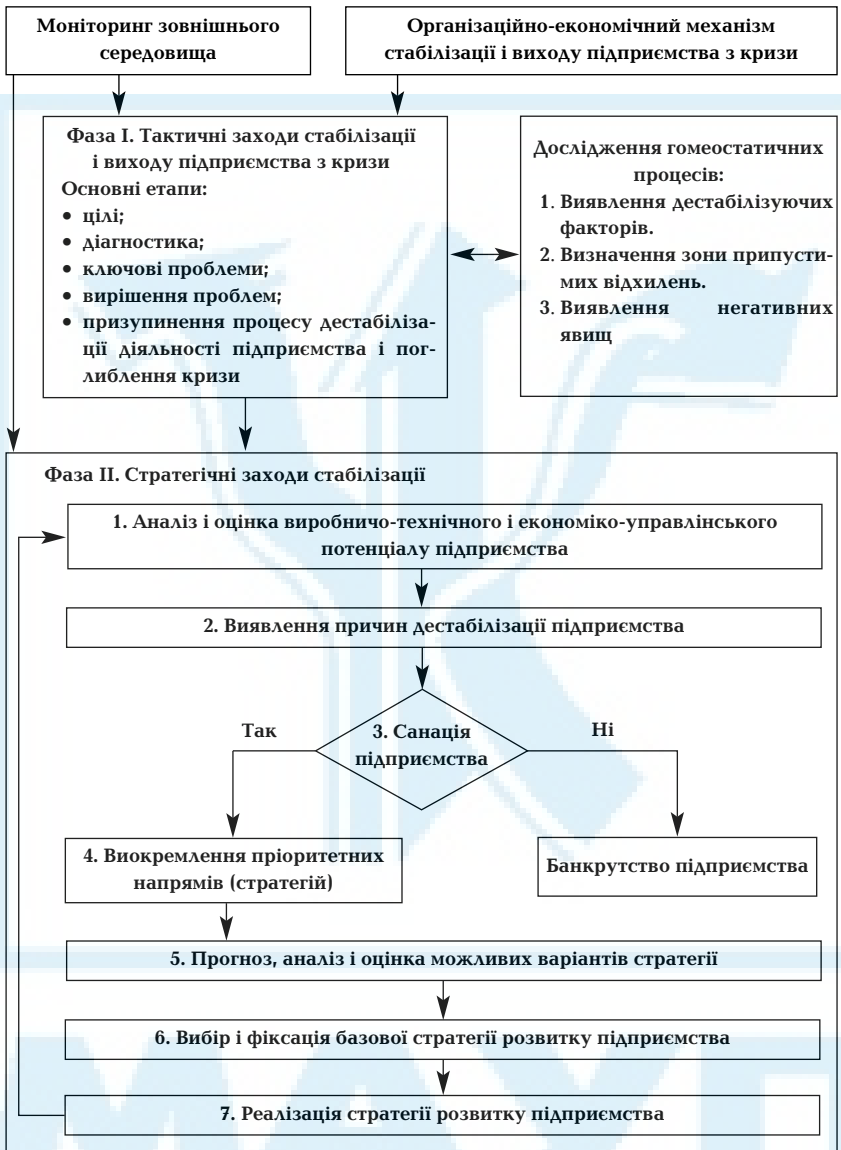 Моніторинг зовнішнього
середовища
Організаційно-економічний механізм
стабілізації і виходу підприємства з кризи
Фаза І. Тактичні заходи стабілізації
і виходу підприємства з кризи
Основні етапи:
• цілі;
• діагностика;
• ключові проблеми;
• вирішення проблем;
• призупинення процесу дестабіліза-
ції діяльності підприємства і пог-
либлення кризи
Дослідження гомеостатичних
процесів:
1. Виявлення дестабілізуючих
факторів.
2. Визначення зони припусти-
мих відхилень.
3. Виявлення негативних
явищ
Фаза ІІ. Стратегічні заходи стабілізації
1. Аналіз і оцінка виробничо-технічного і економіко-управлінського
потенціалу підприємства
2. Виявлення причин дестабілізації підприємства
3. Санація
підприємства
Так
Ні
4. Виокремлення пріоритетних
напрямів (стратегій)
Банкрутство підприємства
5. Прогноз, аналіз і оцінка можливих варіантів стратегії
6. Вибір і фіксація базової стратегії розвитку підприємства
7. Реалізація стратегії розвитку підприємства
МАУП